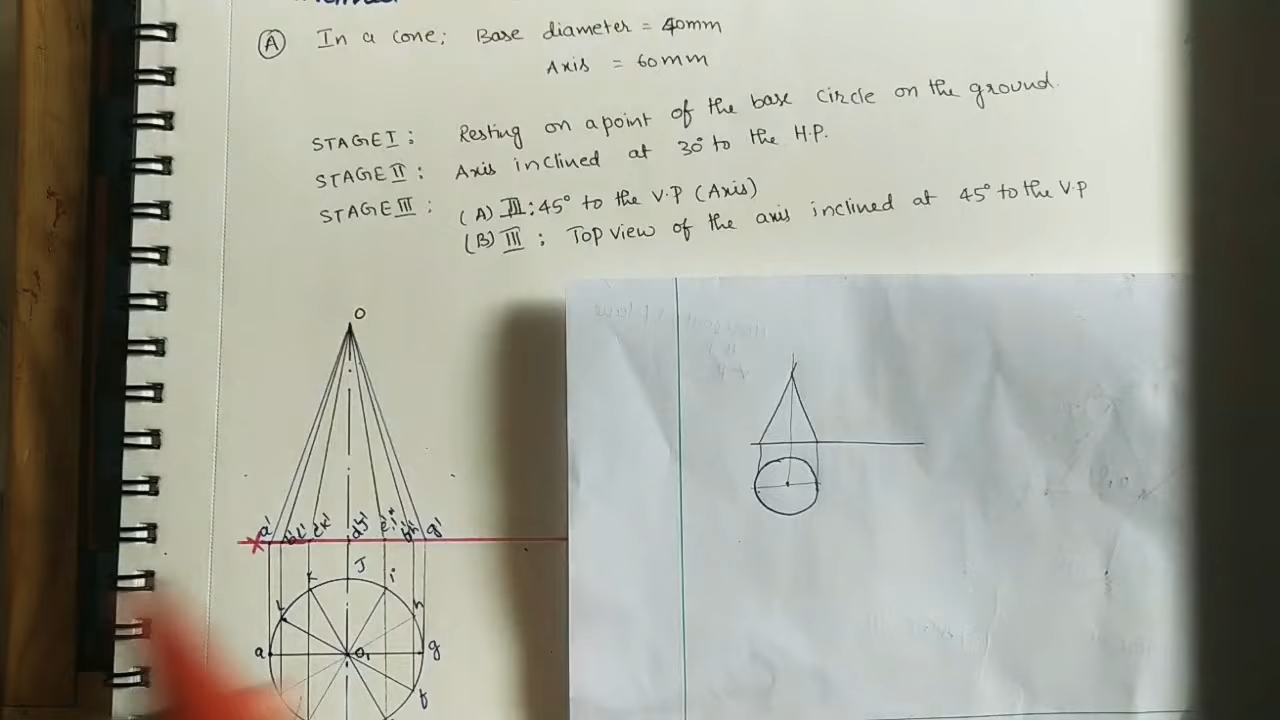 Ⓐ In a cone; Base diameter = 40mm
Axis = 60mm
STAGE I : Resting on a point of the base circle on the ground.
STAGE II : Axis inclined at 30° to the H.P.
STAGE III : (A) III : 45° to the V.P (Axis)
(B) III : Top view of the axis inclined at 45° to the V.P
O
a' b'l' c'k' d'j' e'i' g'
X
J
k i
l h
a O₁ g
f